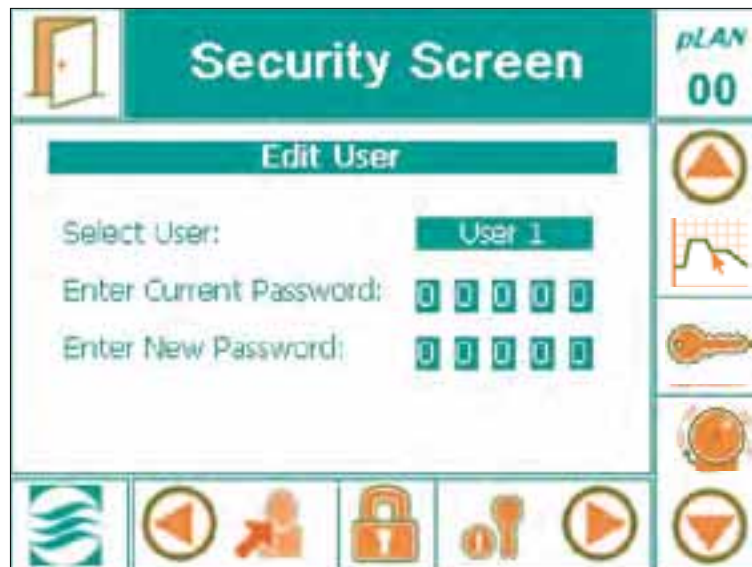 Security Screen
pLAN
00
Edit User
Select User: User 1
Enter Current Password: 0 0 0 0 0
Enter New Password: 0 0 0 0 0